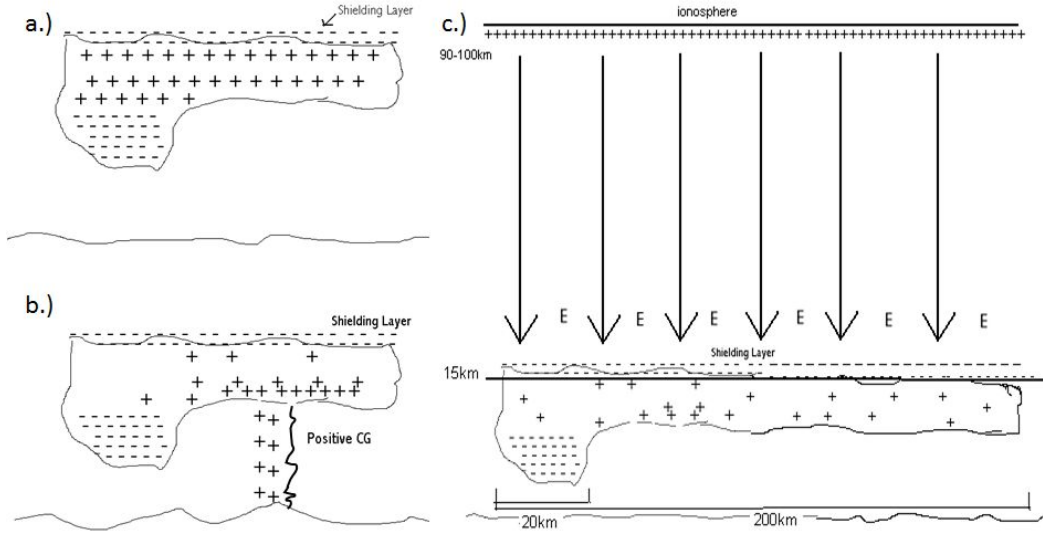 a.)
Shielding Layer
b.)
Shielding Layer
Positive CG
c.)
ionosphere
90-100km
E E E E E E
Shielding Layer
15km
20km
200km